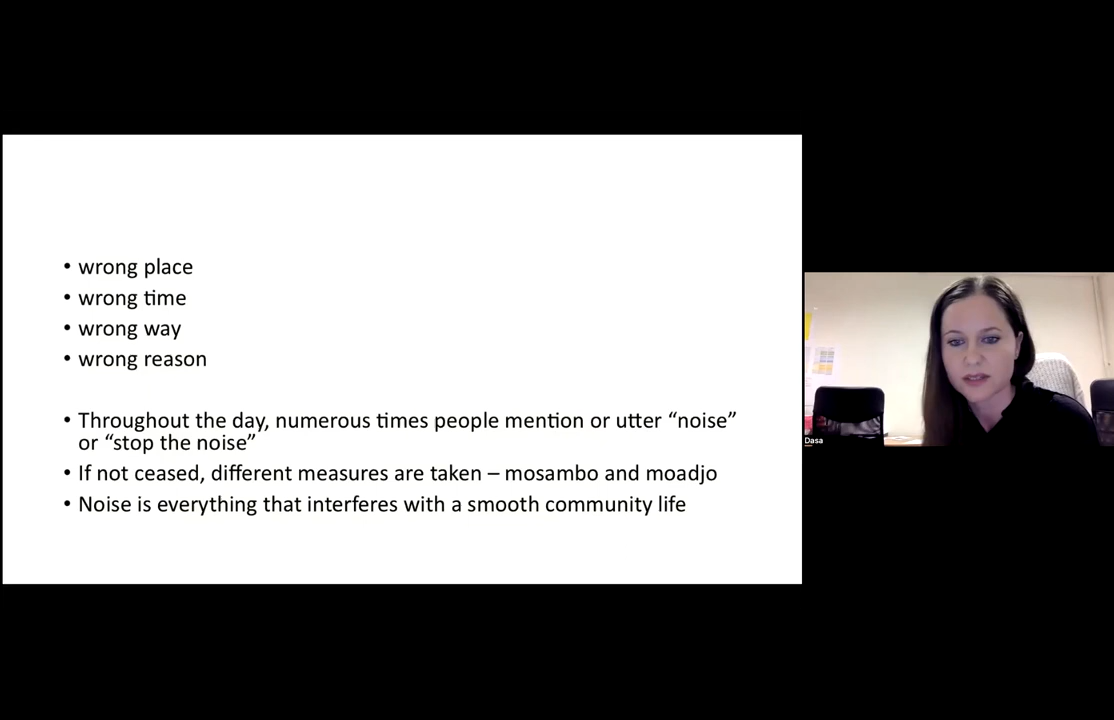 • wrong place
• wrong time
• wrong way
• wrong reason
• Throughout the day, numerous times people mention or utter “noise”
or “stop the noise”
• If not ceased, different measures are taken – mosambo and moadjo
• Noise is everything that interferes with a smooth community life
Dasa